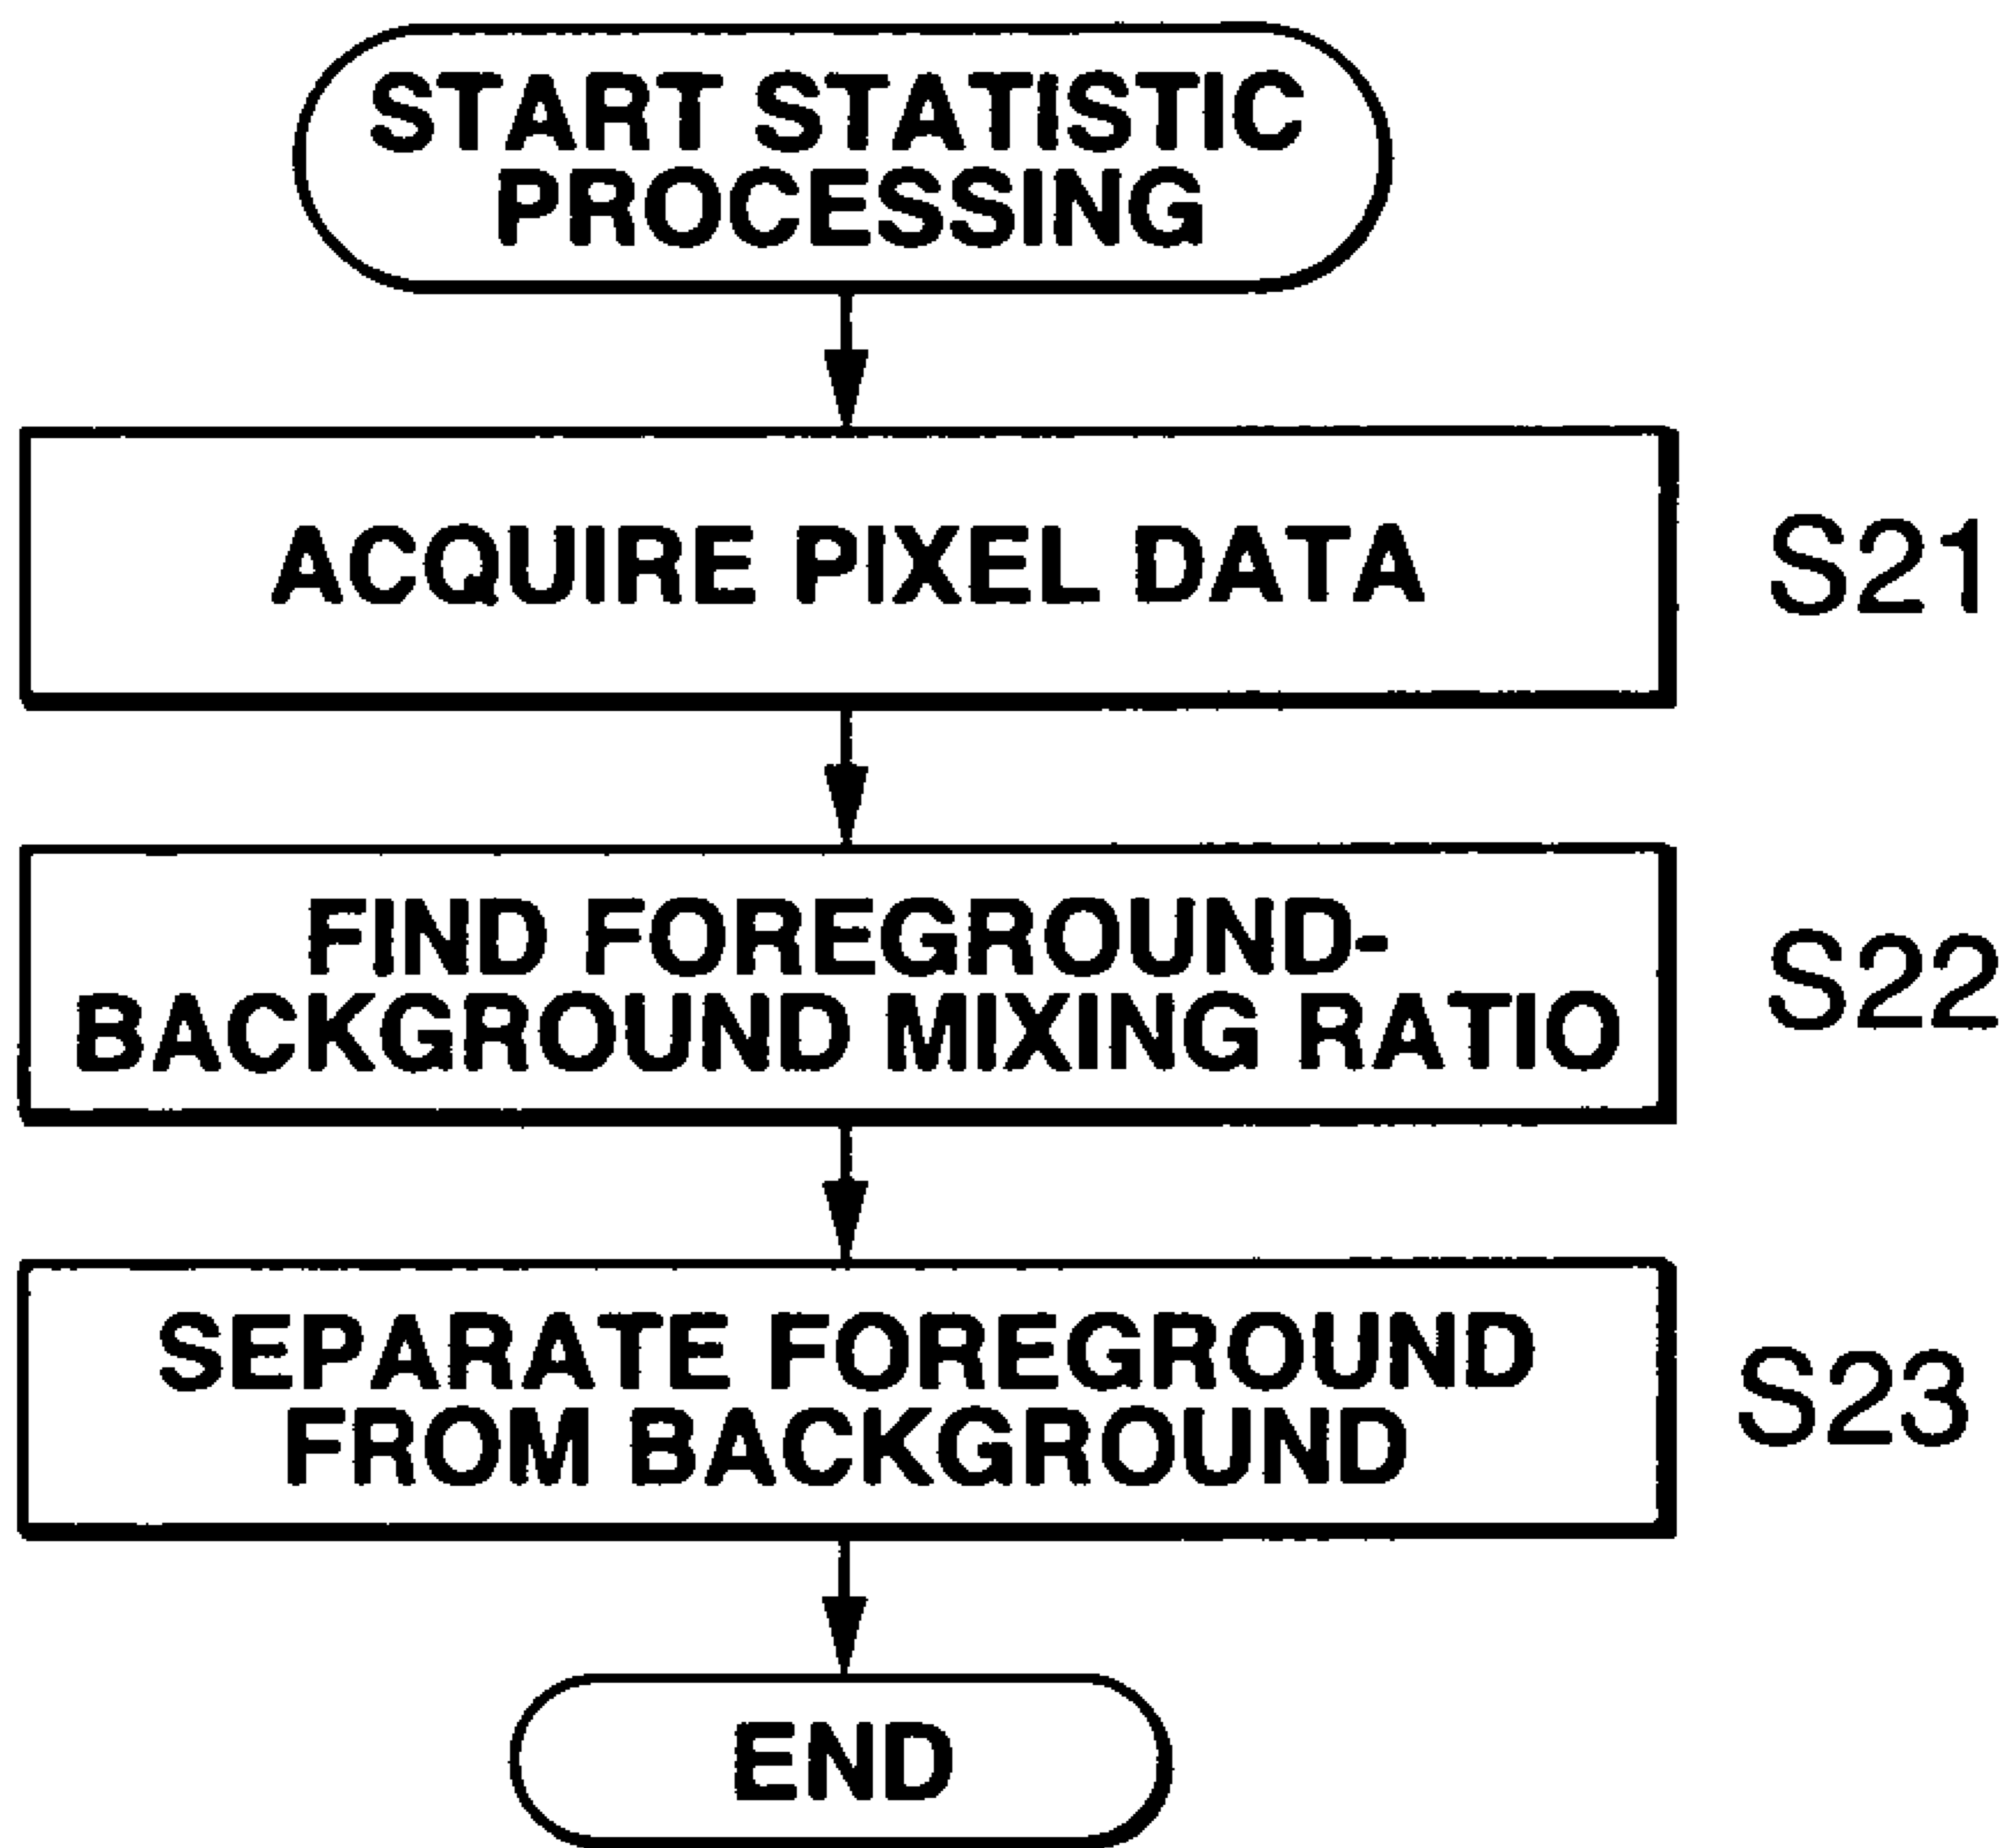 START STATISTIC
PROCESSING
ACQUIRE PIXEL DATA
S21
FIND FOREGROUND-
BACKGROUND MIXING RATIO
S22
SEPARATE FOREGROUND
FROM BACKGROUND
S23
END